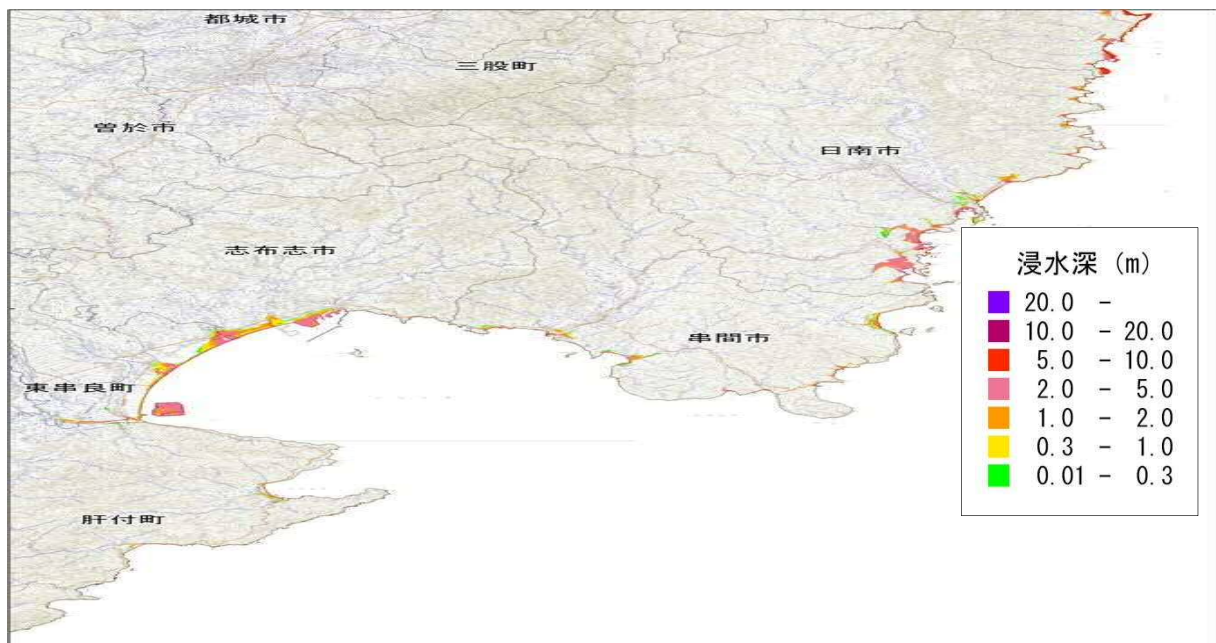 都城市
三股町
曽於市
日南市
志布志市
串間市
東串良町
肝付町
浸水深 (m)
20.0 -
10.0 - 20.0
5.0 - 10.0
2.0 - 5.0
1.0 - 2.0
0.3 - 1.0
0.01 - 0.3